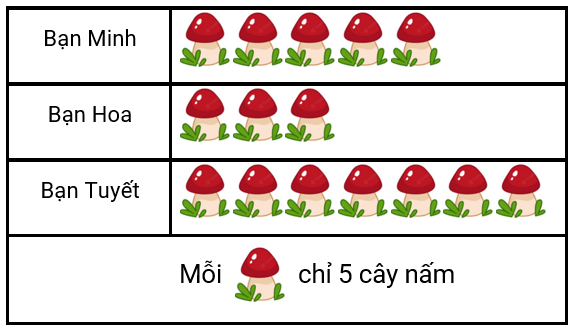 Bạn Minh
Bạn Hoa
Bạn Tuyết
Mỗi chỉ 5 cây nấm